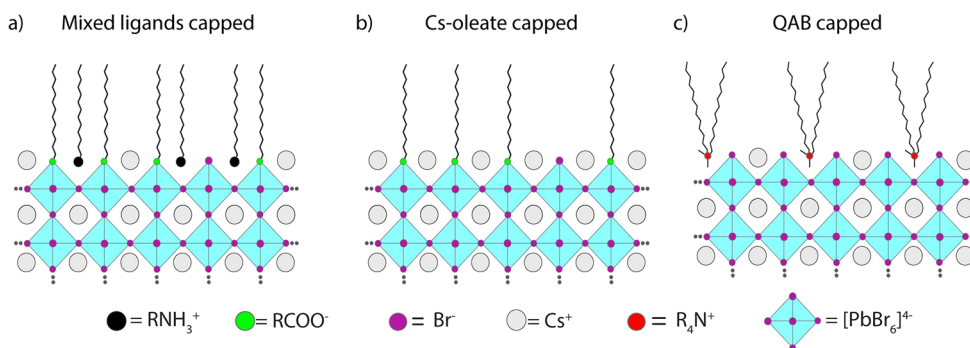 a) Mixed ligands capped
b) Cs-oleate capped
c) QAB capped
= RNH₃⁺
= RCOO⁻
= Br⁻
= Cs⁺
= R₄N⁺
= [PbBr₆]⁴⁻